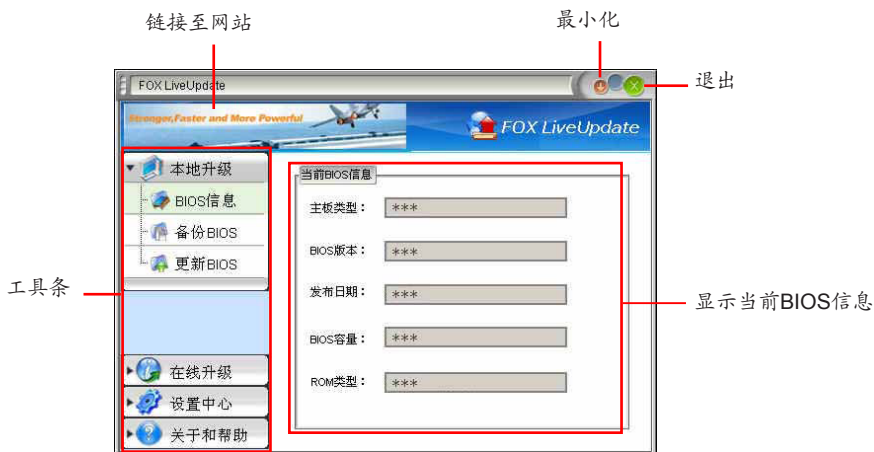 链接至网站
最小化
退出
FOX LiveUpdate
Stronger,Faster and More Powerful
FOX LiveUpdate
本地升级
BIOS信息
备份BIOS
更新BIOS
工具条
在线升级
设置中心
关于和帮助
当前BIOS信息
主板类型： ***
BIOS版本： ***
发布日期： ***
BIOS容量： ***
ROM类型： ***
显示当前BIOS信息